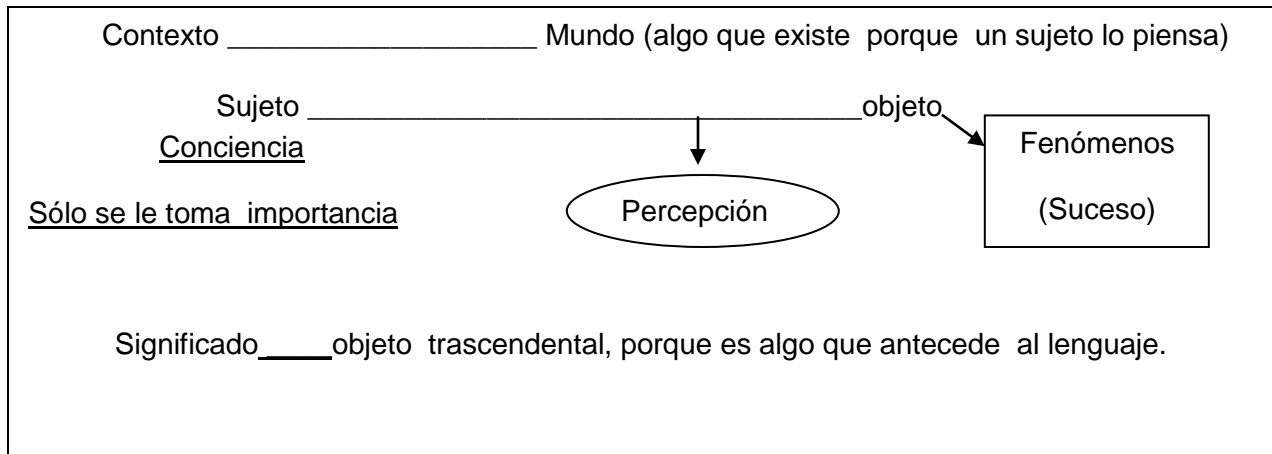 Contexto ___________________ Mundo (algo que existe porque un sujeto lo piensa)
Sujeto __________________________________objeto
Conciencia
Fenómenos
Sólo se le toma importancia
Percepción
(Suceso)
Significado____objeto trascendental, porque es algo que antecede al lenguaje.